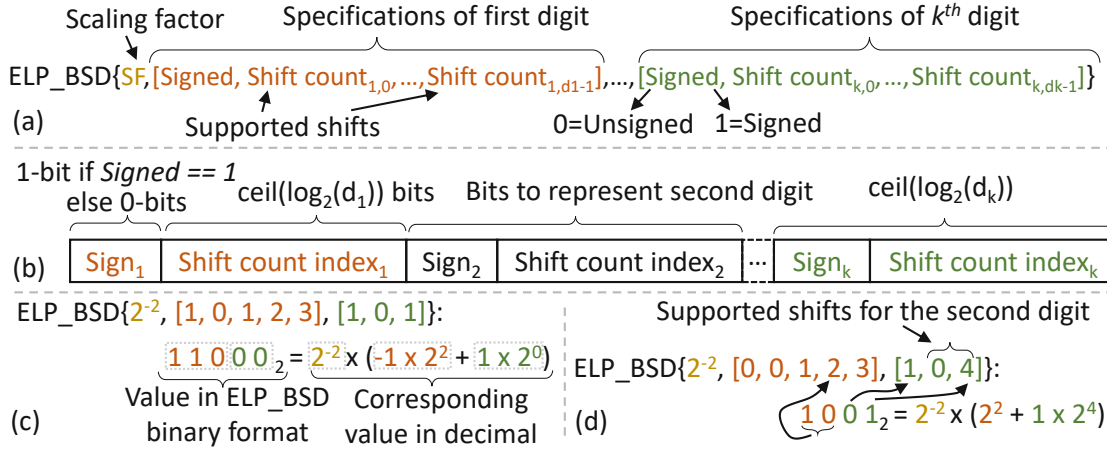 Scaling factor
Specifications of first digit
Specifications of kth digit
ELP_BSD{SF,[Signed, Shift count1,0,…,Shift count1,d1-1],…,[Signed, Shift countk,0,…,Shift countk,dk-1]}
Supported shifts
0=Unsigned
1=Signed
(a)
1-bit if Signed == 1
else 0-bits
ceil(log2(d1)) bits
Bits to represent second digit
ceil(log2(dk))
(b)
Sign1
Shift count index1
Sign2
Shift count index2
...
Signk
Shift count indexk
ELP_BSD{2-2, [1, 0, 1, 2, 3], [1, 0, 1]}:
1 1 0 0 0 2 = 2-2 x (-1 x 22 + 1 x 20)
Value in ELP_BSD
binary format
Corresponding
value in decimal
(c)
Supported shifts for the second digit
ELP_BSD{2-2, [0, 0, 1, 2, 3], [1, 0, 4]}:
1 0 0 1 2 = 2-2 x (22 + 1 x 24)
(d)